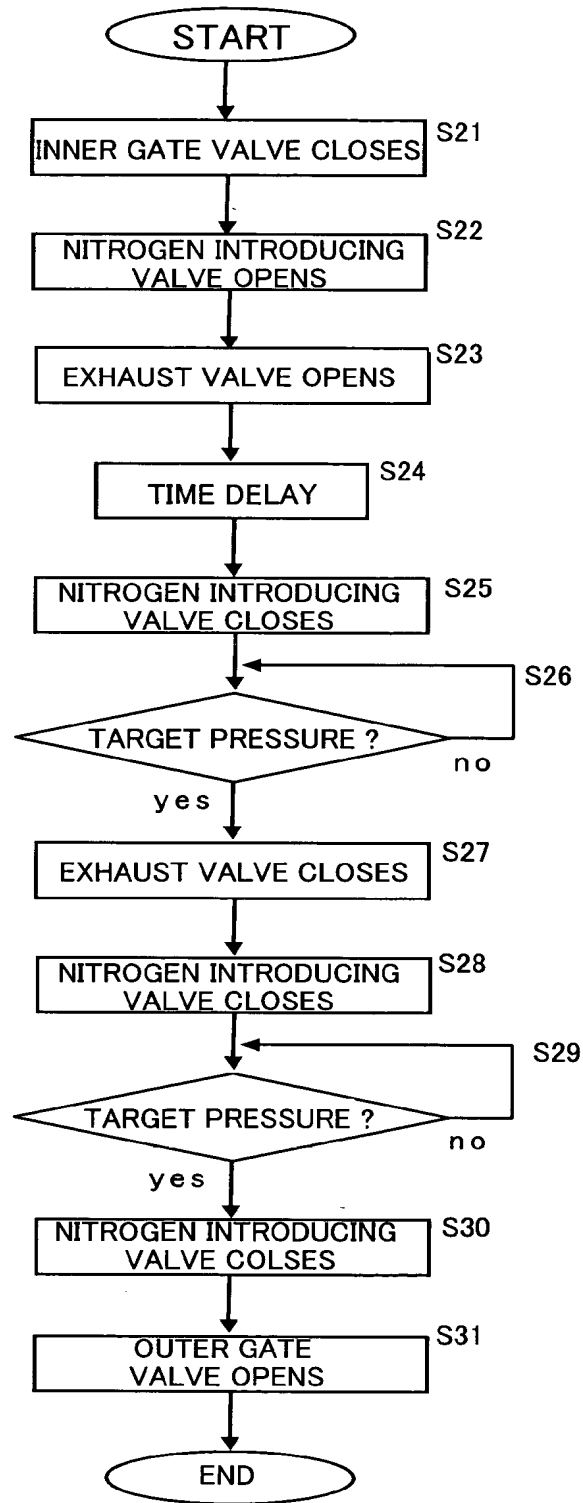 START
S21
INNER GATE VALVE CLOSES
S22
NITROGEN INTRODUCING
VALVE OPENS
S23
EXHAUST VALVE OPENS
S24
TIME DELAY
S25
NITROGEN INTRODUCING
VALVE CLOSES
S26
TARGET PRESSURE ?
no
yes
S27
EXHAUST VALVE CLOSES
S28
NITROGEN INTRODUCING
VALVE CLOSES
S29
TARGET PRESSURE ?
no
yes
S30
NITROGEN INTRODUCING
VALVE COLSES
S31
OUTER GATE
VALVE OPENS
END